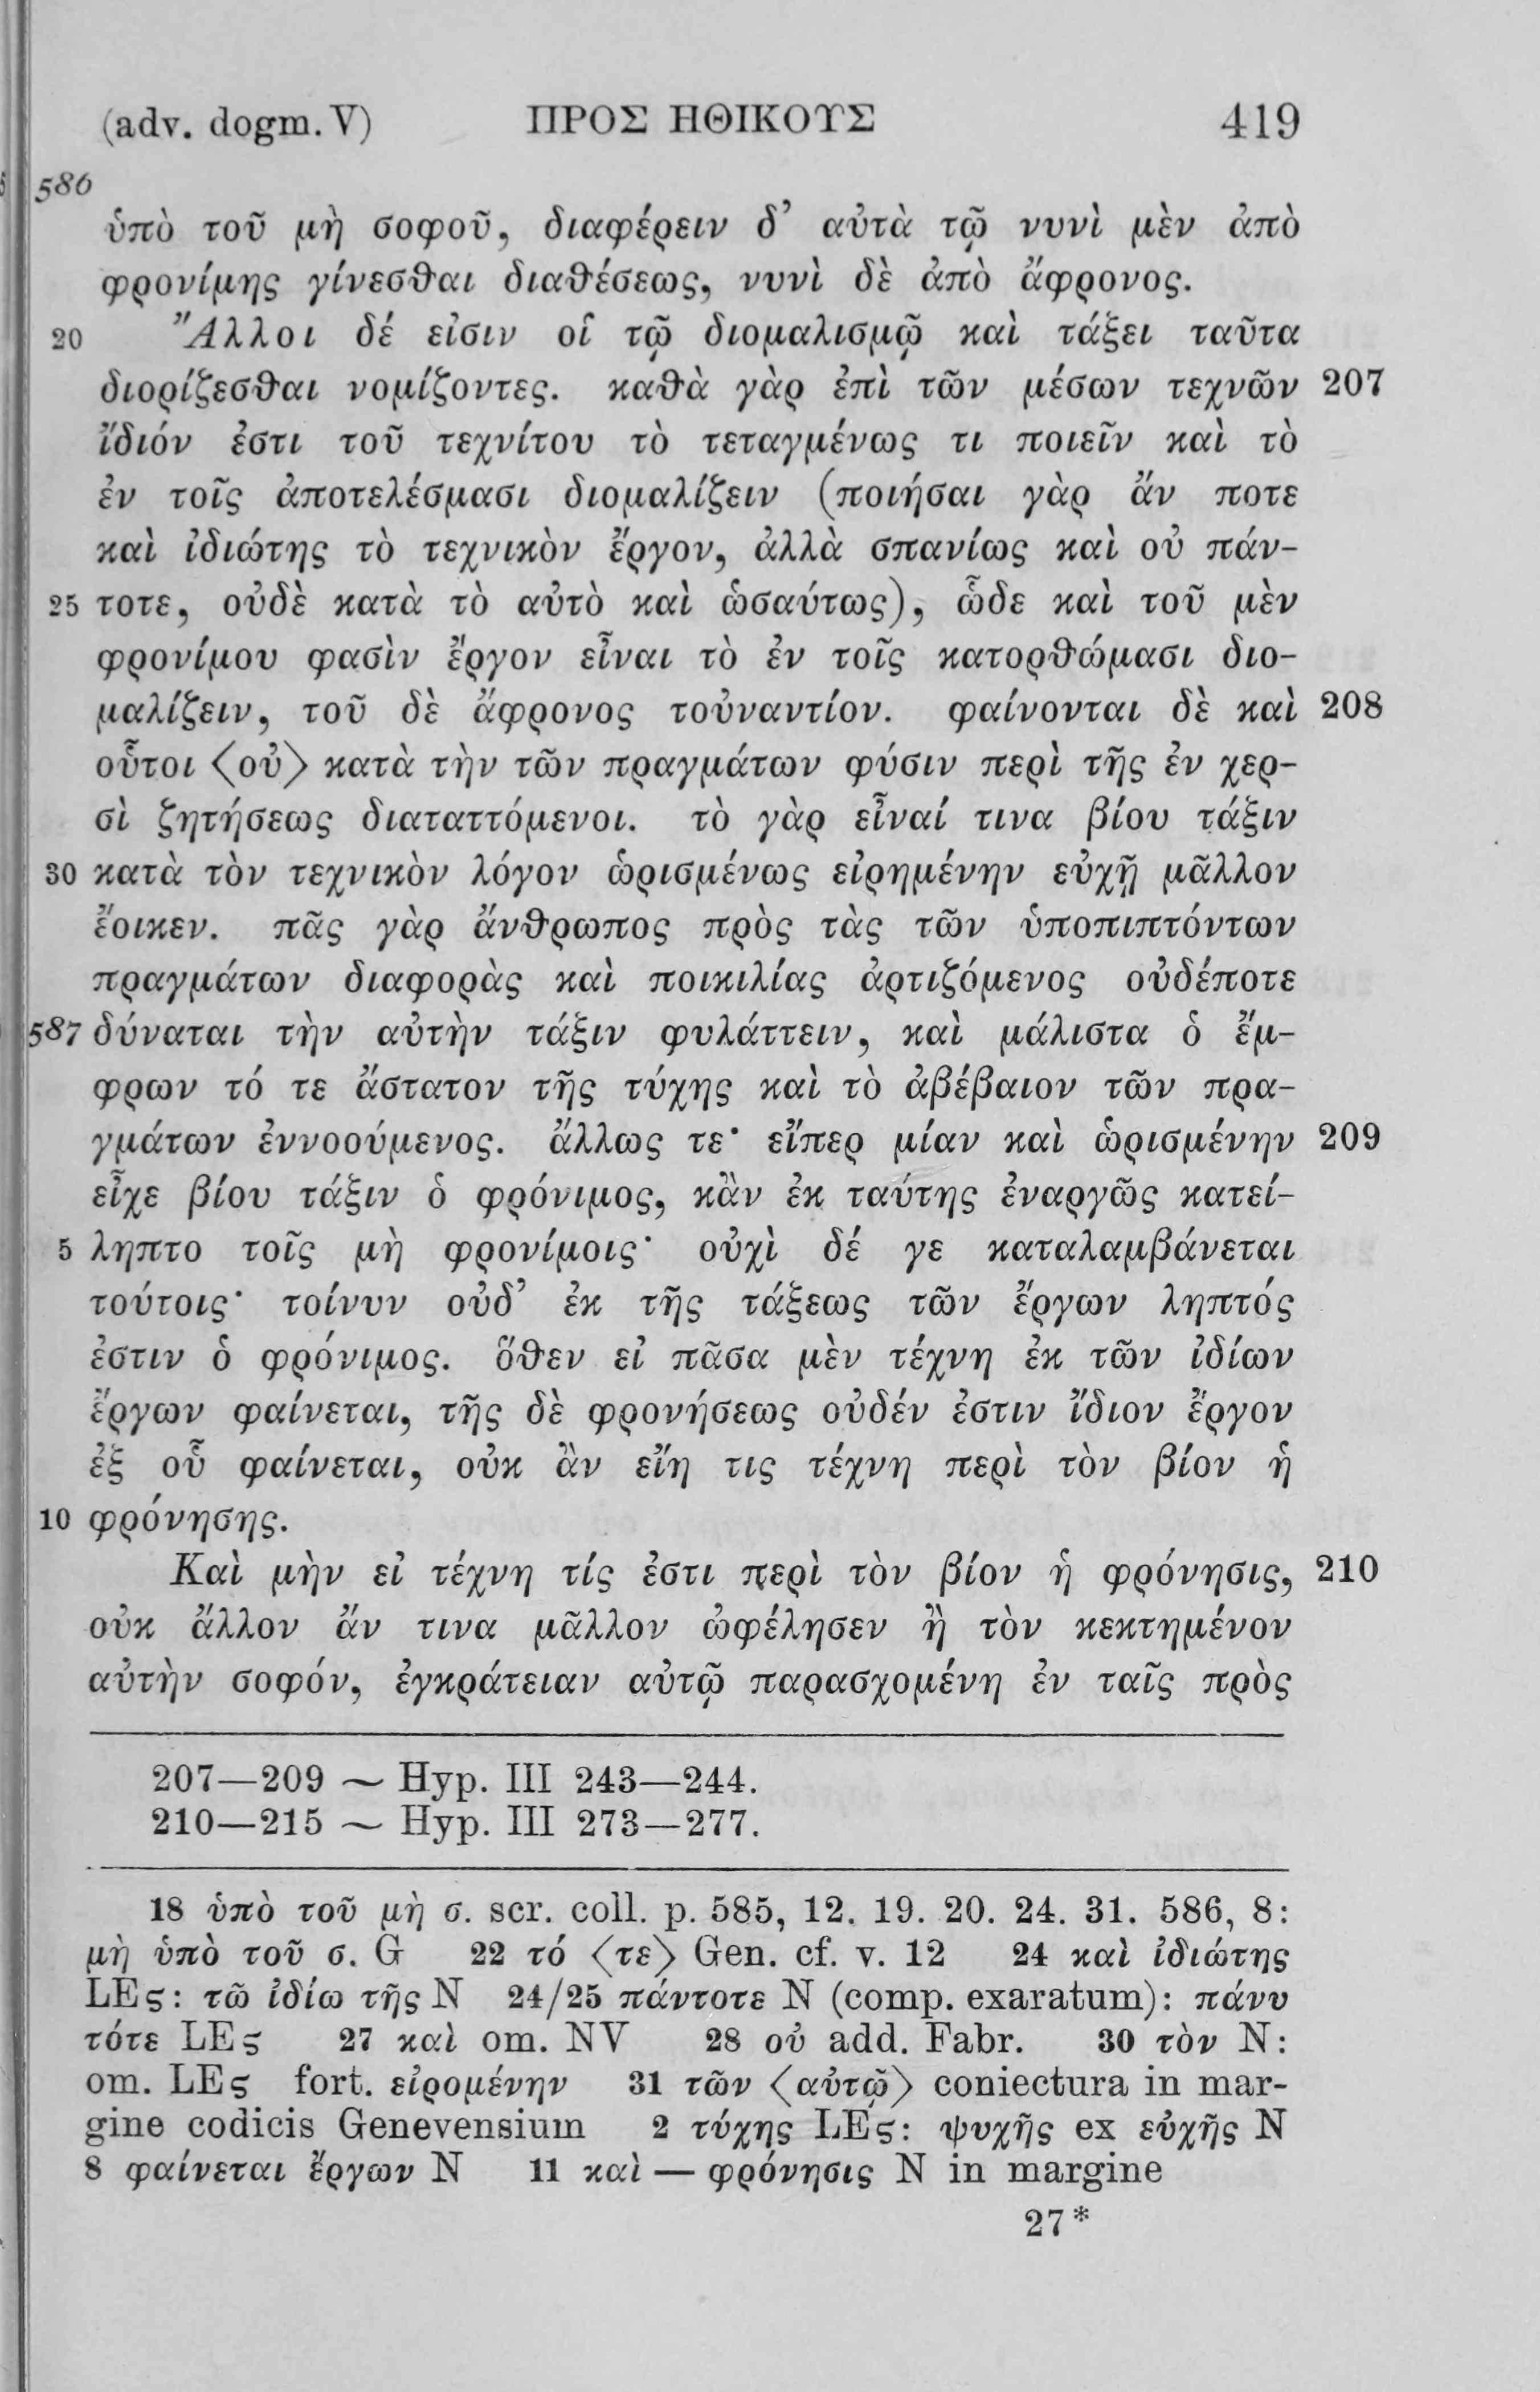 (adv. dogm. V) ΠΡΟΣ ΗΘΙΚΟΥΣ 419
586
ὑπὸ τοῦ μὴ σοφοῦ, διαφέρειν δ’ αὐτὰ τῷ νυνὶ μὲν ἀπὸ
φρονίμης γίνεσθαι διαθέσεως, νυνὶ δὲ ἀπὸ ἄφρονος.
20 Ἄλλοι δέ εἰσιν οἳ τῷ διομαλισμῷ καὶ τάξει ταῦτα
διορίζεσθαι νομίζοντες. καθὰ γὰρ ἐπὶ τῶν μέσων τεχνῶν 207
ἴδιόν ἐστι τοῦ τεχνίτου τὸ τεταγμένως τι ποιεῖν καὶ τὸ
ἐν τοῖς ἀποτελέσμασι διομαλίζειν (ποιήσαι γὰρ ἄν ποτε
καὶ ἰδιώτης τὸ τεχνικὸν ἔργον, ἀλλὰ σπανίως καὶ οὐ πάν-
25 τοτε, οὐδὲ κατὰ τὸ αὐτὸ καὶ ὡσαύτως), ὧδε καὶ τοῦ μὲν
φρονίμου φασὶν ἔργον εἶναι τὸ ἐν τοῖς κατορθώμασι διο-
μαλίζειν, τοῦ δὲ ἄφρονος τοὐναντίον. φαίνονται δὲ καὶ 208
οὗτοι ⟨οὐ⟩ κατὰ τὴν τῶν πραγμάτων φύσιν περὶ τῆς ἐν χερ-
σὶ ζητήσεως διαταττόμενοι. τὸ γὰρ εἶναί τινα βίου τάξιν
30 κατὰ τὸν τεχνικὸν λόγον ὡρισμένως εἰρημένην εὐχῇ μᾶλλον
ἔοικεν. πᾶς γὰρ ἄνθρωπος πρὸς τὰς τῶν ὑποπιπτόντων
πραγμάτων διαφορὰς καὶ ποικιλίας ἀρτιζόμενος οὐδέποτε
587 δύναται τὴν αὐτὴν τάξιν φυλάττειν, καὶ μάλιστα ὁ ἔμ-
φρων τό τε ἄστατον τῆς τύχης καὶ τὸ ἀβέβαιον τῶν πρα-
γμάτων ἐννοούμενος. ἄλλως τε· εἴπερ μίαν καὶ ὡρισμένην 209
εἶχε βίου τάξιν ὁ φρόνιμος, κἂν ἐκ ταύτης ἐναργῶς κατεί-
5 ληπτο τοῖς μὴ φρονίμοις· οὐχὶ δέ γε καταλαμβάνεται
τούτοις· τοίνυν οὐδ’ ἐκ τῆς τάξεως τῶν ἔργων ληπτός
ἐστιν ὁ φρόνιμος. ὅθεν εἰ πᾶσα μὲν τέχνη ἐκ τῶν ἰδίων
ἔργων φαίνεται, τῆς δὲ φρονήσεως οὐδέν ἐστιν ἴδιον ἔργον
ἐξ οὗ φαίνεται, οὐκ ἂν εἴη τις τέχνη περὶ τὸν βίον ἡ
10 φρόνησης.
Καὶ μὴν εἰ τέχνη τίς ἐστι περὶ τὸν βίον ἡ φρόνησις, 210
οὐκ ἄλλον ἄν τινα μᾶλλον ὠφέλησεν ἢ τὸν κεκτημένον
αὐτὴν σοφόν, ἐγκράτειαν αὐτῷ παρασχομένη ἐν ταῖς πρὸς
207—209 ~ Hyp. III 243—244.
210—215 ~ Hyp. III 273—277.
18 ὑπὸ τοῦ μὴ σ. scr. coll. p. 585, 12. 19. 20. 24. 31. 586, 8:
μὴ ὑπὸ τοῦ σ. G 22 τό ⟨τε⟩ Gen. cf. v. 12 24 καὶ ἰδιώτης
LEς: τῶ ἰδίω τῆς N 24/25 πάντοτε N (comp. exaratum): πάνυ
τότε LEς 27 καὶ om. NV 28 οὐ add. Fabr. 30 τὸν N:
om. LEς fort. εἰρομένην 31 τῶν ⟨αὐτῷ⟩ coniectura in mar-
gine codicis Genevensium 2 τύχης LEς: ψυχῆς ex εὐχῆς N
8 φαίνεται ἔργων N 11 καὶ — φρόνησις N in margine
27*